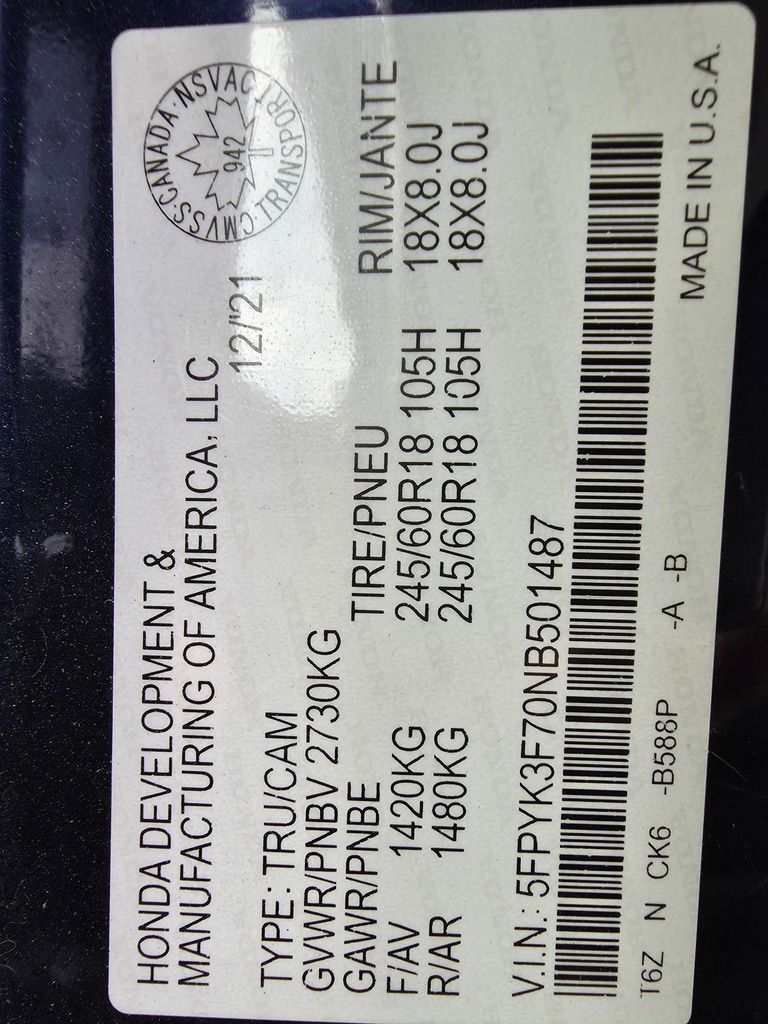 HONDA DEVELOPMENT &
MANUFACTURING OF AMERICA, LLC
12/'21
CMVSS·CANADA·NSVAC
942
TRANSPORT
TYPE: TRU/CAM
GVWR/PNBV 2730KG
GAWR/PNBE TIRE/PNEU RIM/JANTE
F/AV 1420KG 245/60R18 105H 18X8.0J
R/AR 1480KG 245/60R18 105H 18X8.0J
V.I.N.: 5FPYK3F70NB501487
T6Z N CK6 -B588P -A -B
MADE IN U.S.A.